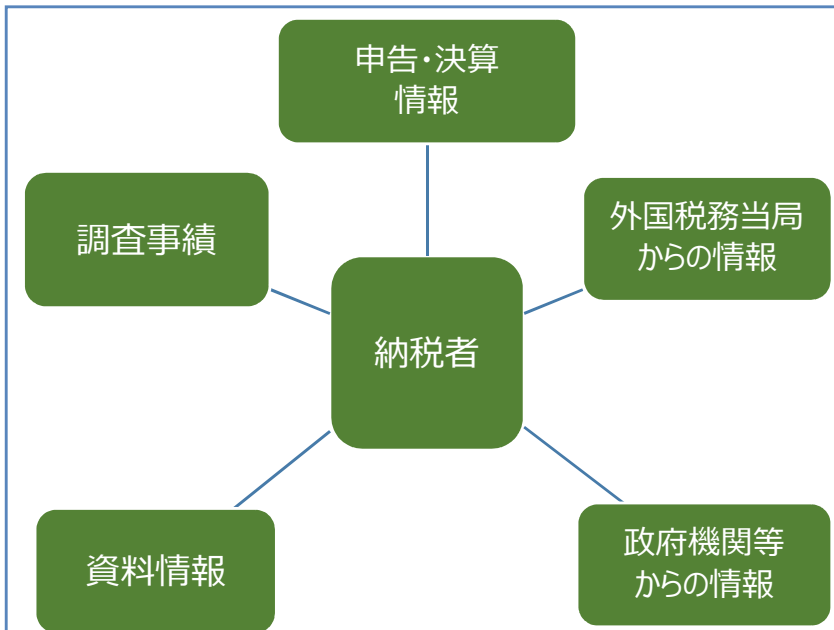 申告・決算
情報
調査事績
外国税務当局
からの情報
納税者
資料情報
政府機関等
からの情報